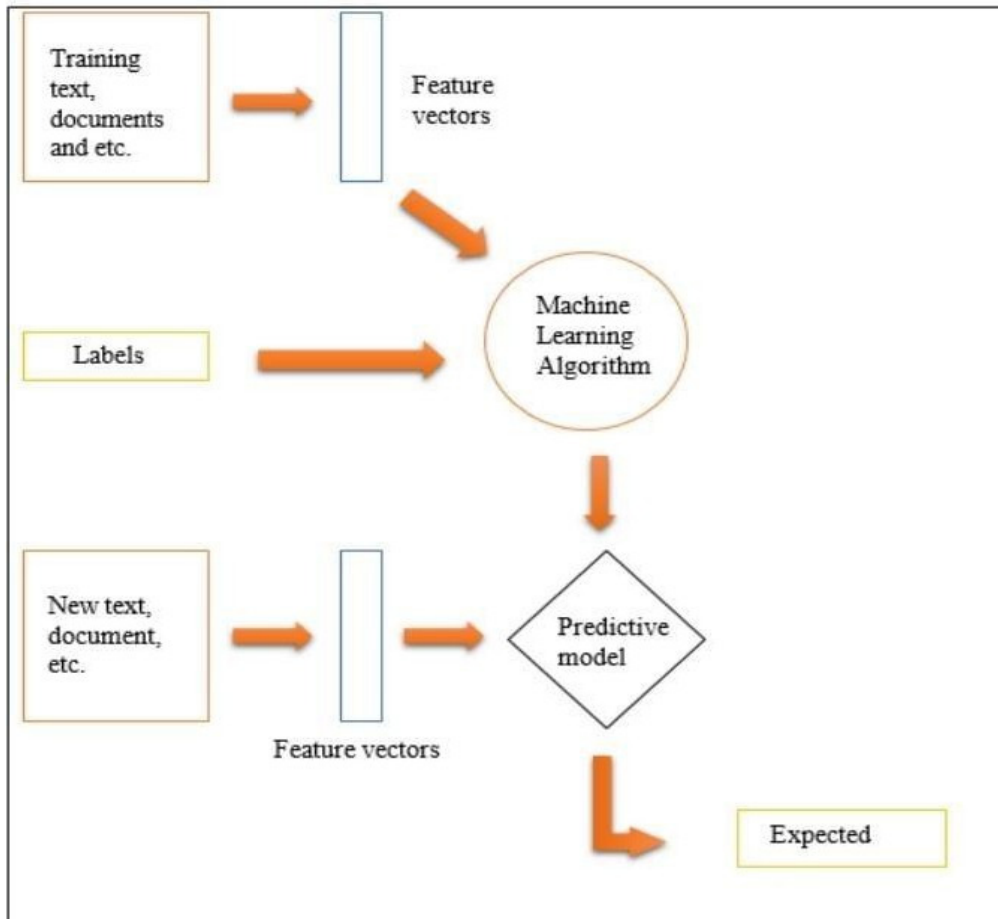 Training
text,
documents
and etc.
Feature
vectors
Labels
Machine
Learning
Algorithm
New text,
document,
etc.
Feature vectors
Predictive
model
Expected